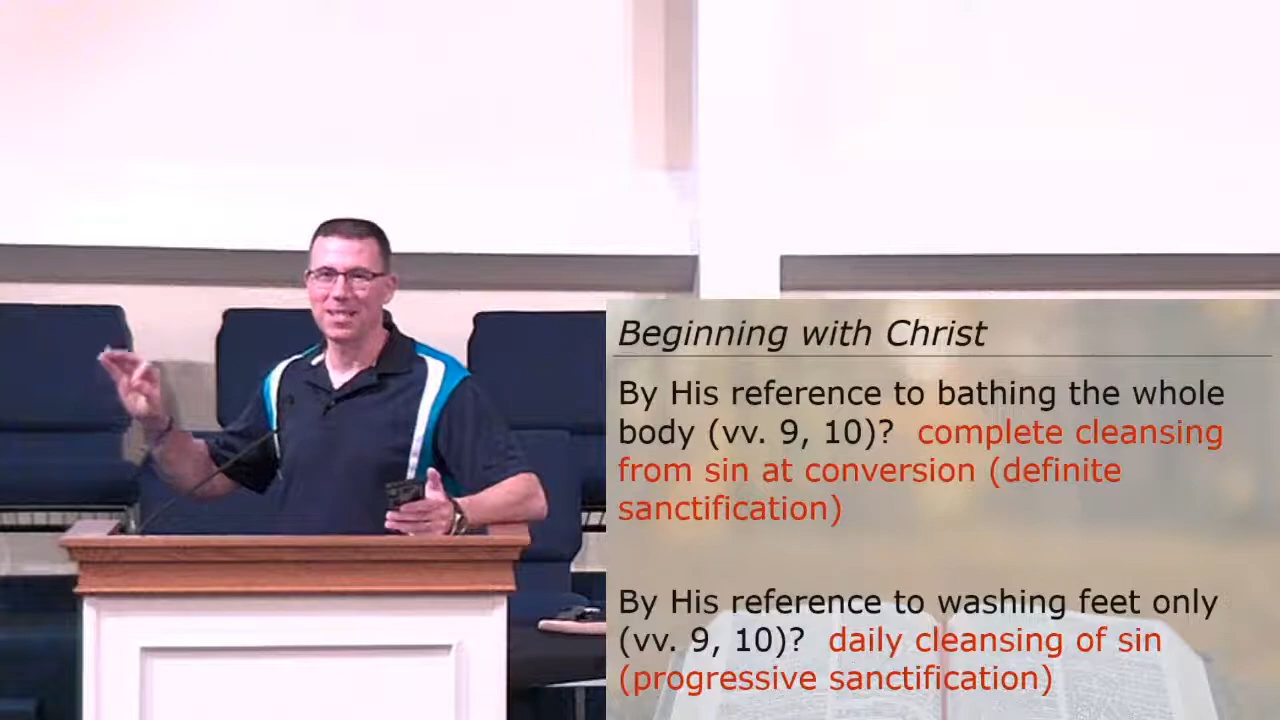 Beginning with Christ
By His reference to bathing the whole
body (vv. 9, 10)? complete cleansing
from sin at conversion (definite
sanctification)
By His reference to washing feet only
(vv. 9, 10)? daily cleansing of sin
(progressive sanctification)